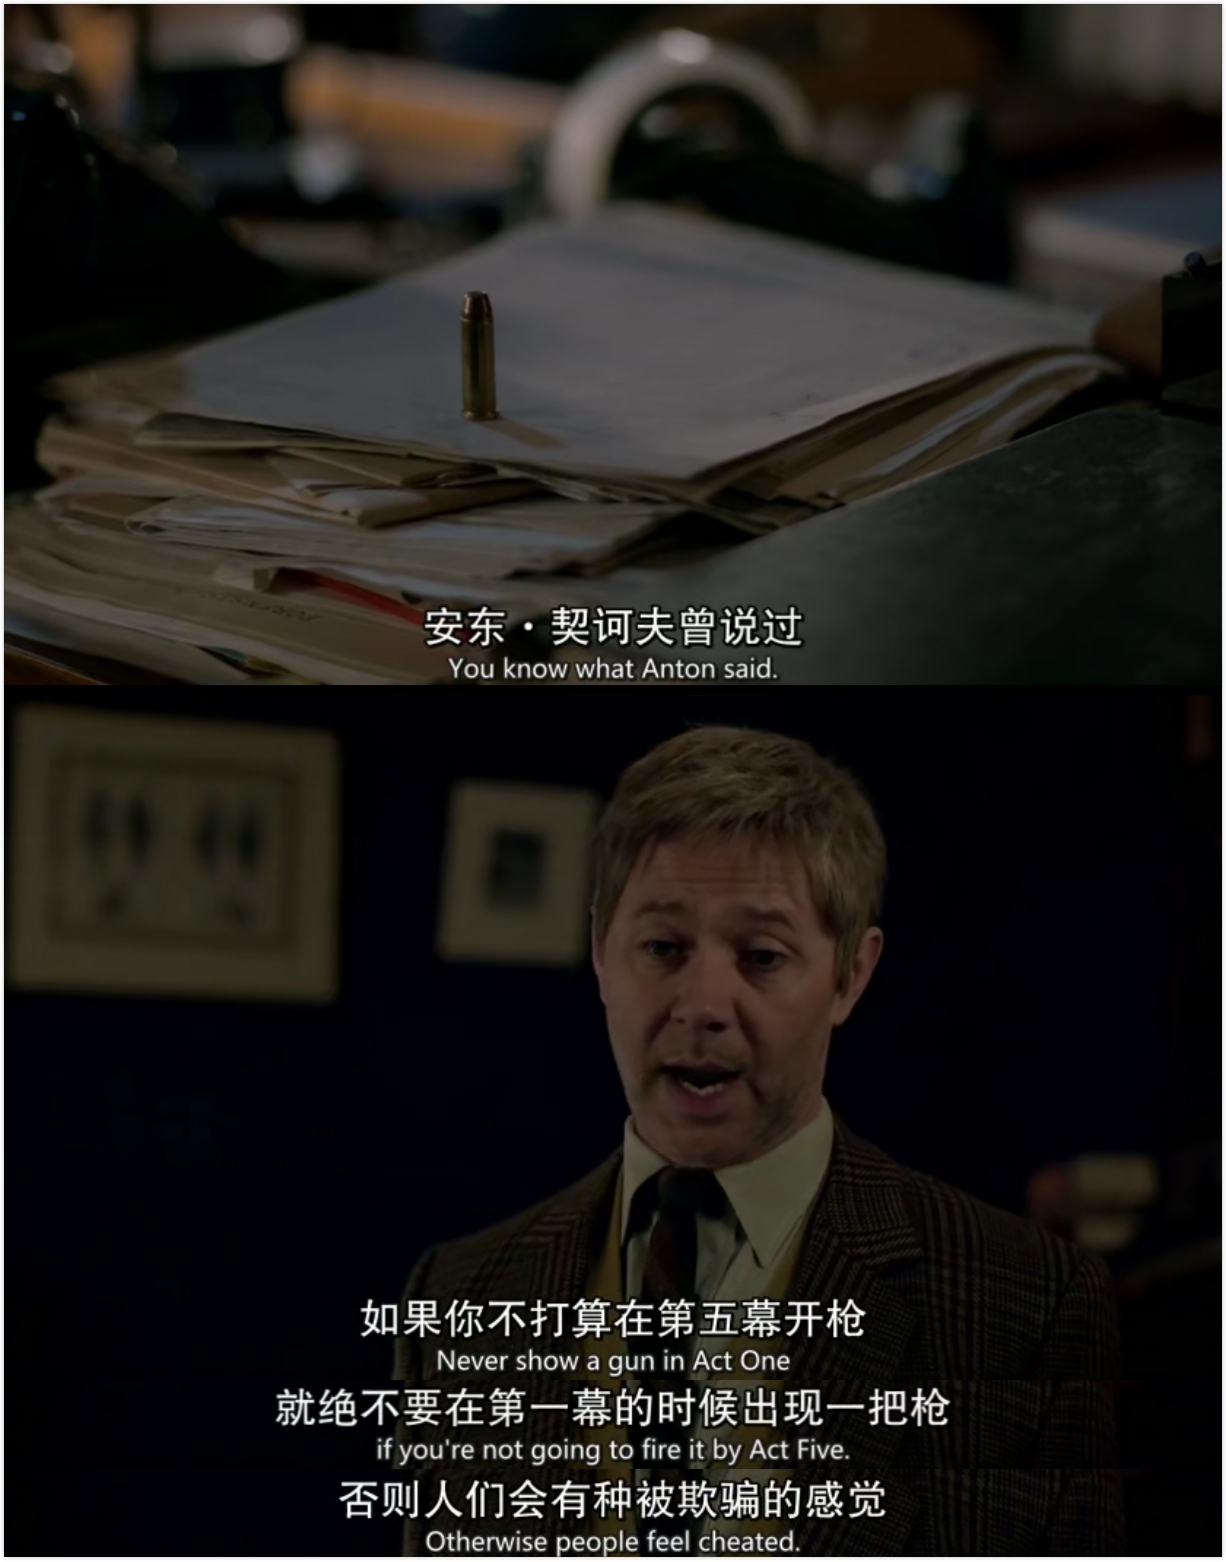 安东·契诃夫曾说过
You know what Anton said.
如果你不打算在第五幕开枪
Never show a gun in Act One
就绝不要在第一幕的时候出现一把枪
if you're not going to fire it by Act Five.
否则人们会有种被欺骗的感觉
Otherwise people feel cheated.